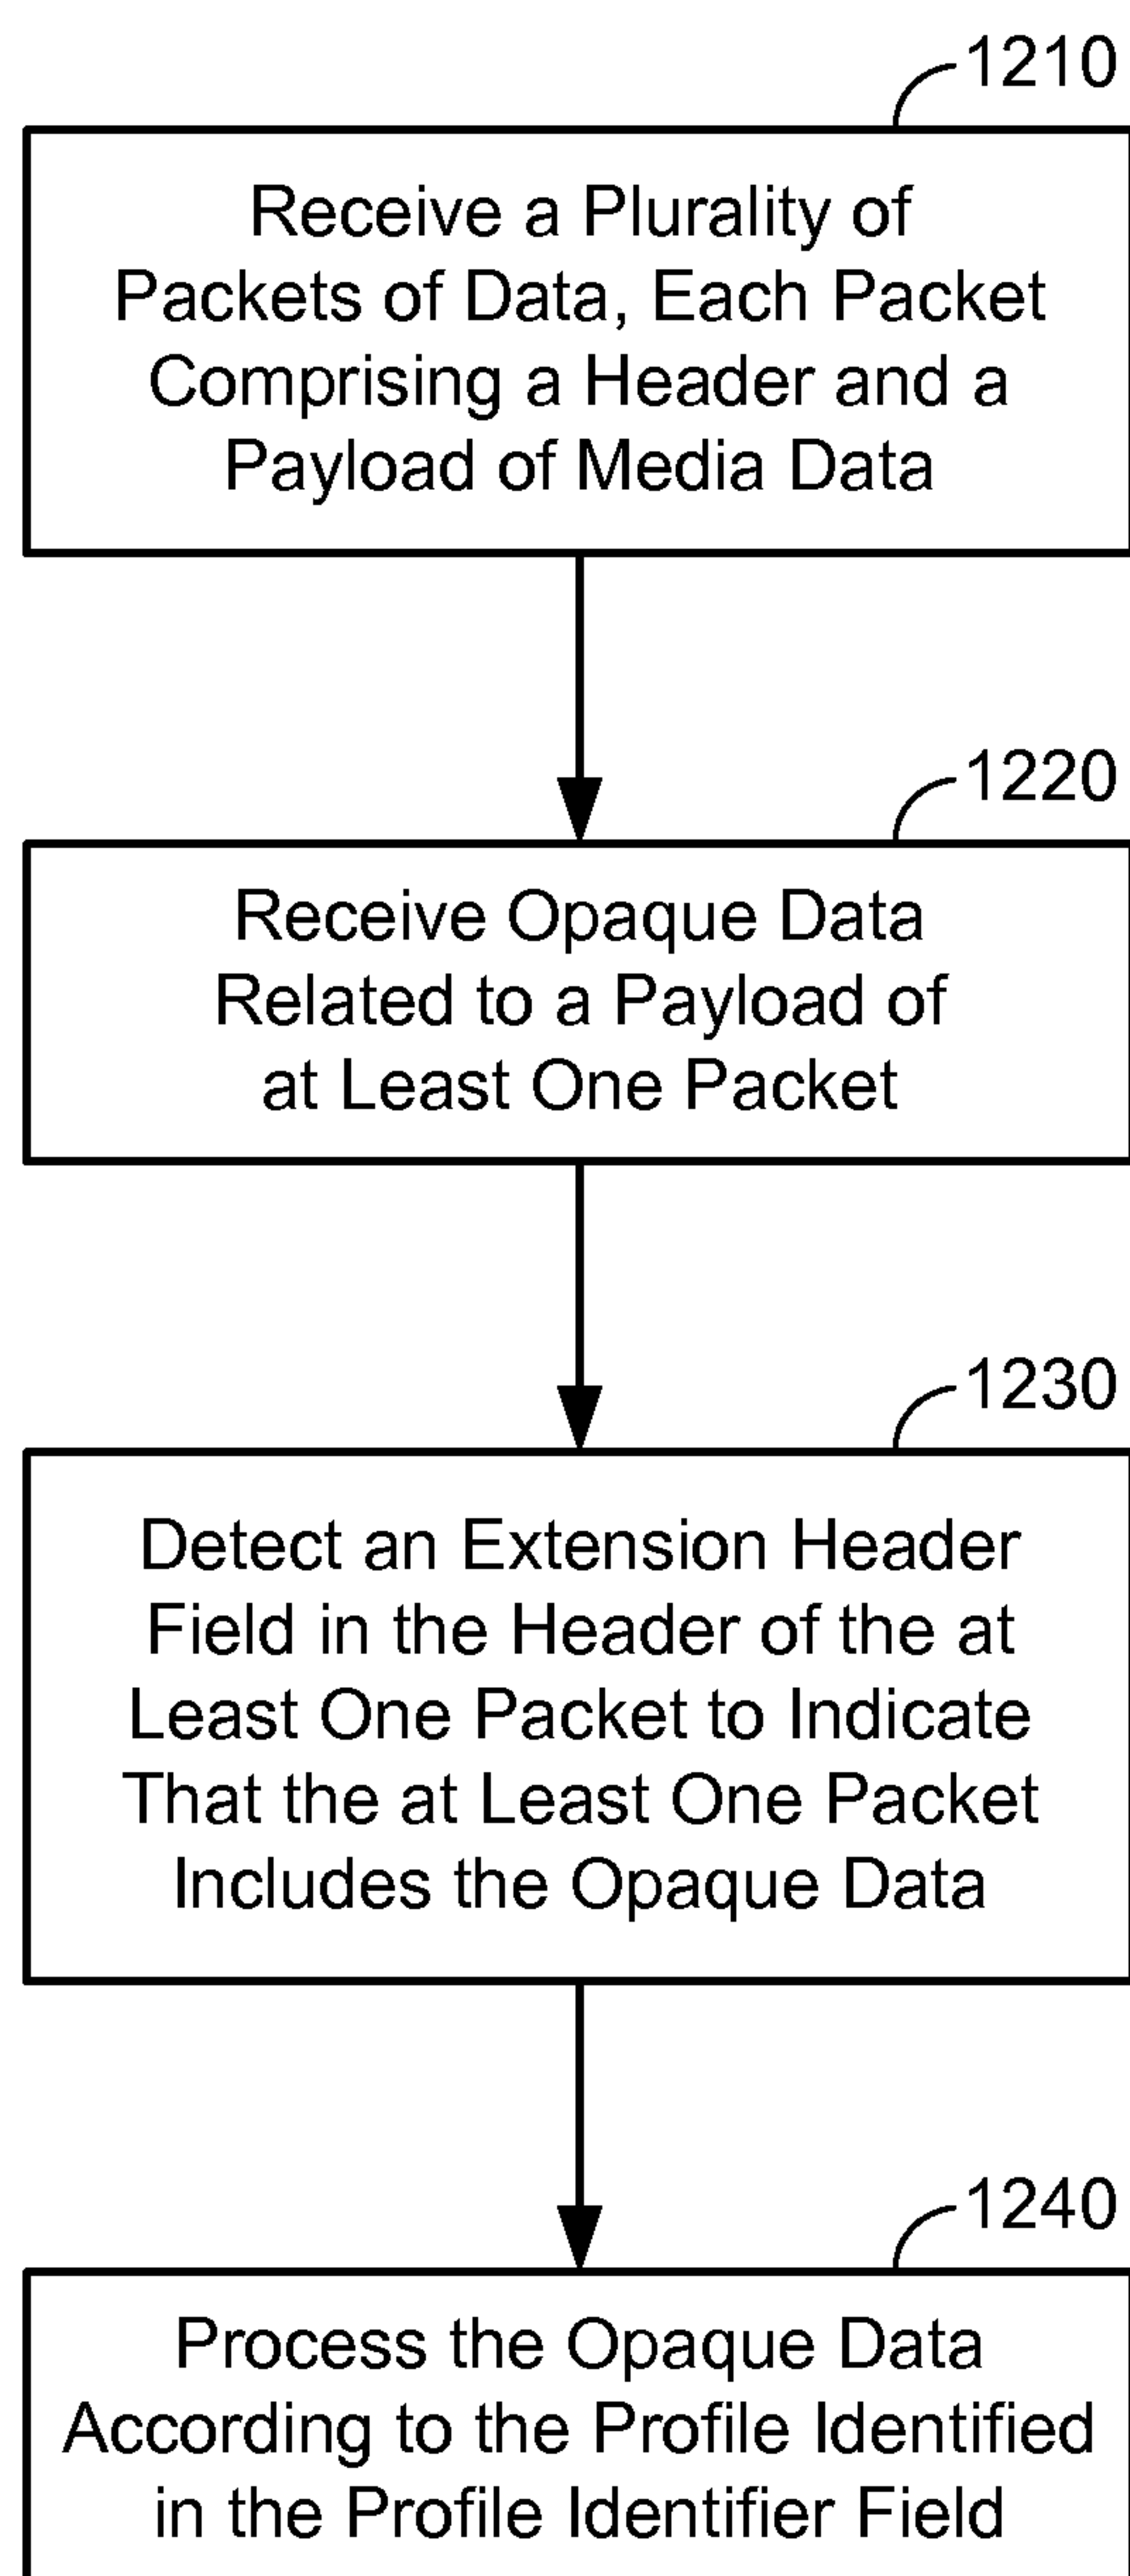 1210
Receive a Plurality of
Packets of Data, Each Packet
Comprising a Header and a
Payload of Media Data
1220
Receive Opaque Data
Related to a Payload of
at Least One Packet
1230
Detect an Extension Header
Field in the Header of the at
Least One Packet to Indicate
That the at Least One Packet
Includes the Opaque Data
1240
Process the Opaque Data
According to the Profile Identified
in the Profile Identifier Field